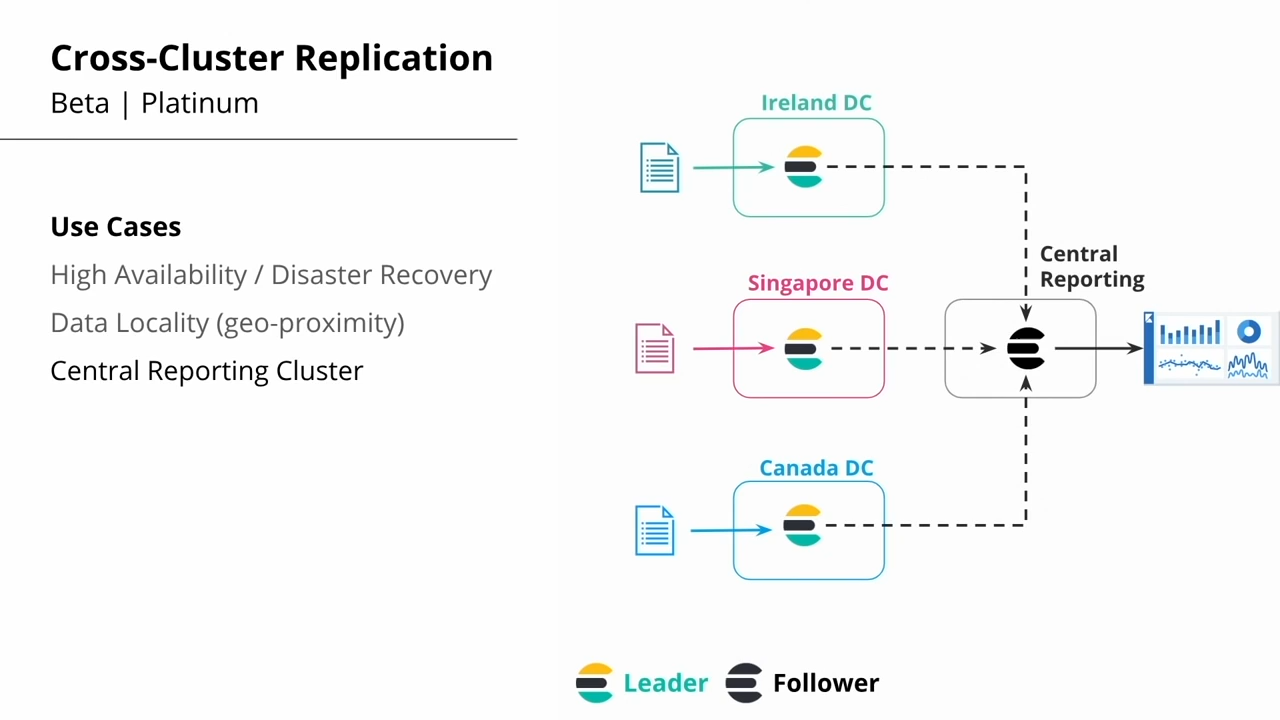 Cross-Cluster Replication
Beta | Platinum
Use Cases
High Availability / Disaster Recovery
Data Locality (geo-proximity)
Central Reporting Cluster
Ireland DC
Singapore DC
Canada DC
Central
Reporting
Leader
Follower